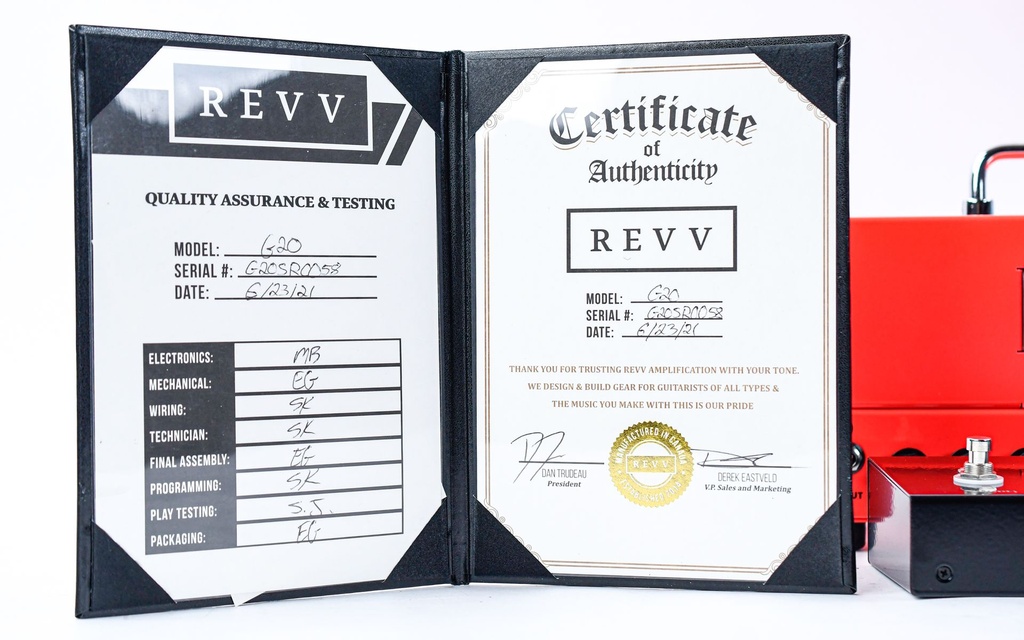 REVV
QUALITY ASSURANCE & TESTING
MODEL: G20
SERIAL #: G20SR0058
DATE: 6/23/21
ELECTRONICS: MB
MECHANICAL: EG
WIRING: SK
TECHNICIAN: SK
FINAL ASSEMBLY: EG
PROGRAMMING: SK
PLAY TESTING: S.J.
PACKAGING: EG
Certificate
of
Authenticity
REVV
MODEL: G20
SERIAL #: G20SR0058
DATE: 6/23/21
THANK YOU FOR TRUSTING REVV AMPLIFICATION WITH YOUR TONE.
WE DESIGN & BUILD GEAR FOR GUITARISTS OF ALL TYPES &
THE MUSIC YOU MAKE WITH THIS IS OUR PRIDE
DAN TRUDEAU
President
MANUFACTURED IN CANADA
REVV
DEREK EASTVELD
V.P. Sales and Marketing